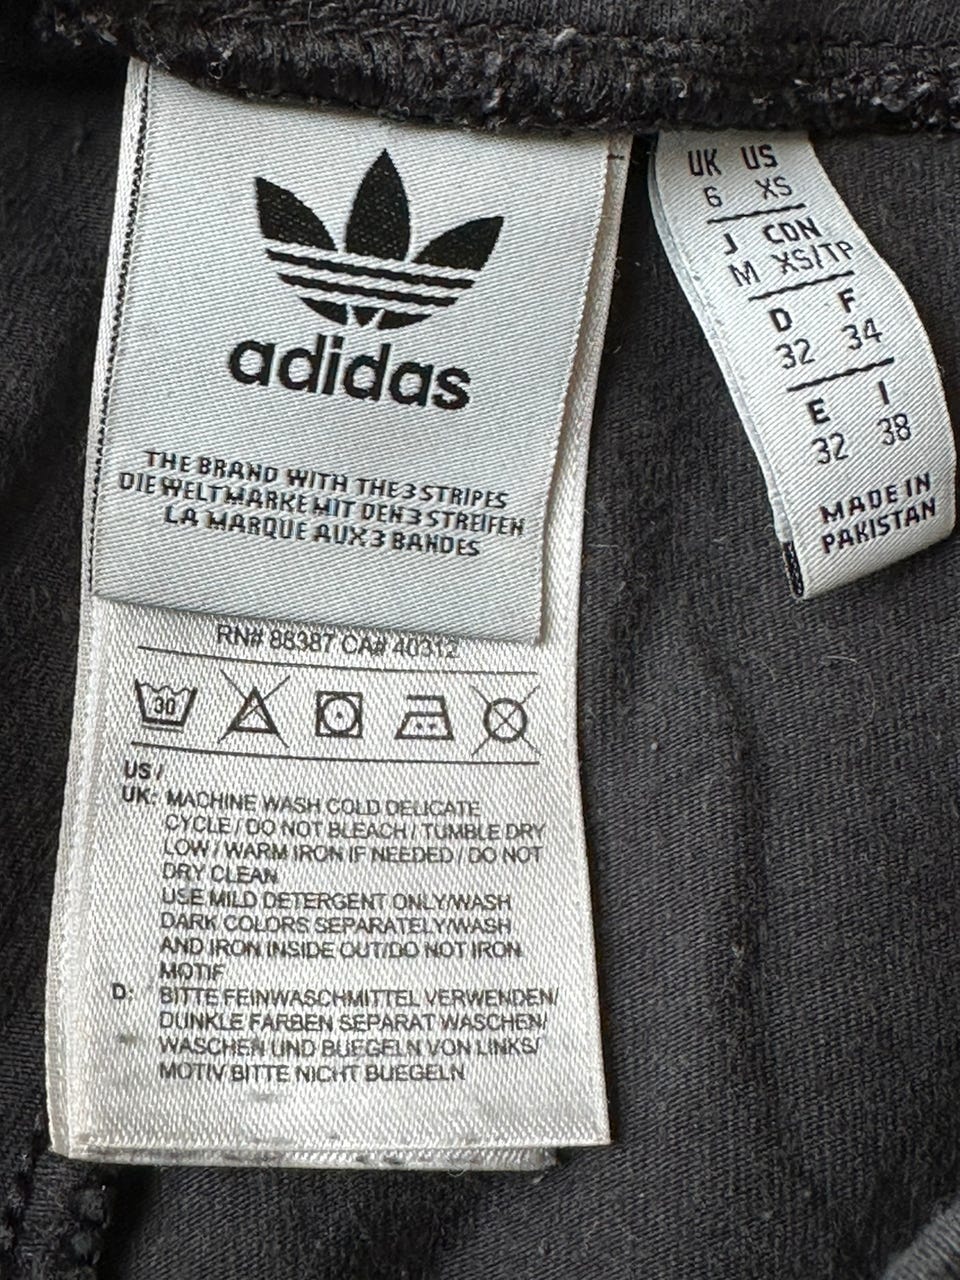 adidas
THE BRAND WITH THE 3 STRIPES
DIE WELTMARKE MIT DEN 3 STREIFEN
LA MARQUE AUX 3 BANDES
RN# 88387 CA# 40312
30
US /
UK: MACHINE WASH COLD DELICATE
CYCLE / DO NOT BLEACH / TUMBLE DRY
LOW / WARM IRON IF NEEDED / DO NOT
DRY CLEAN
USE MILD DETERGENT ONLY/WASH
DARK COLORS SEPARATELY/WASH
AND IRON INSIDE OUT/DO NOT IRON
MOTIF
D: BITTE FEINWASCHMITTEL VERWENDEN/
DUNKLE FARBEN SEPARAT WASCHEN/
WASCHEN UND BUEGELN VON LINKS/
MOTIV BITTE NICHT BUEGELN
UK US
6 XS
J CDN
M XS/TP
D F
32 34
E I
32 38
MADE IN
PAKISTAN